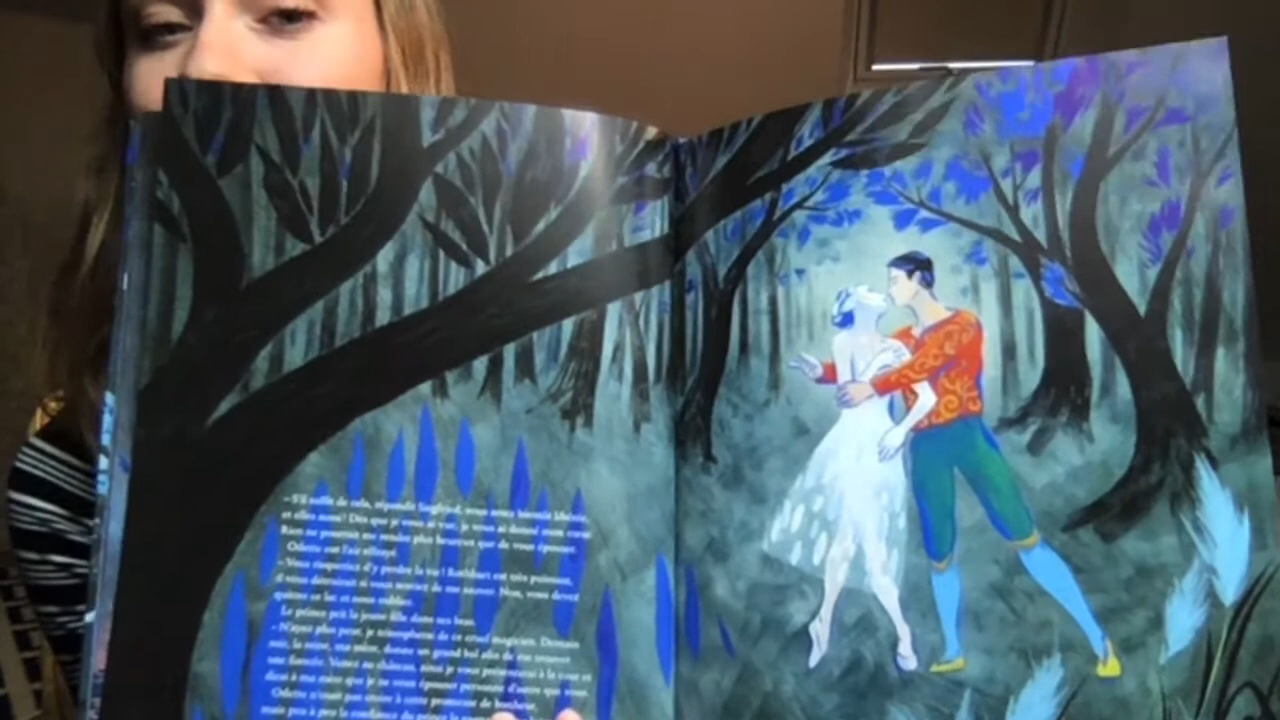 – S'il suffit de cela, répondit Siegfried, vous serez bientôt libérée,
et elles aussi ! Dès que je vous ai vue, je vous ai donné mon cœur.
Rien ne pourrait me rendre plus heureux que de vous épouser.
Odette eut l'air effrayé.
– Vous risqueriez d'y perdre la vie ! Rothbart est très puissant,
il vous détruirait si vous tentiez de me sauver. Non, vous devez
quitter ce lac et nous oublier.
Le prince prit la jeune fille dans ses bras.
– N'ayez plus peur, je triompherai de ce cruel magicien. Demain
soir, la reine, ma mère, donne un grand bal afin de me trouver
une fiancée. Venez au château, ainsi je vous présenterai à la cour et
dirai à ma mère que je ne veux épouser personne d'autre que vous.
Odette n'osait pas croire à cette promesse de bonheur,
mais peu à peu la confiance du prince la